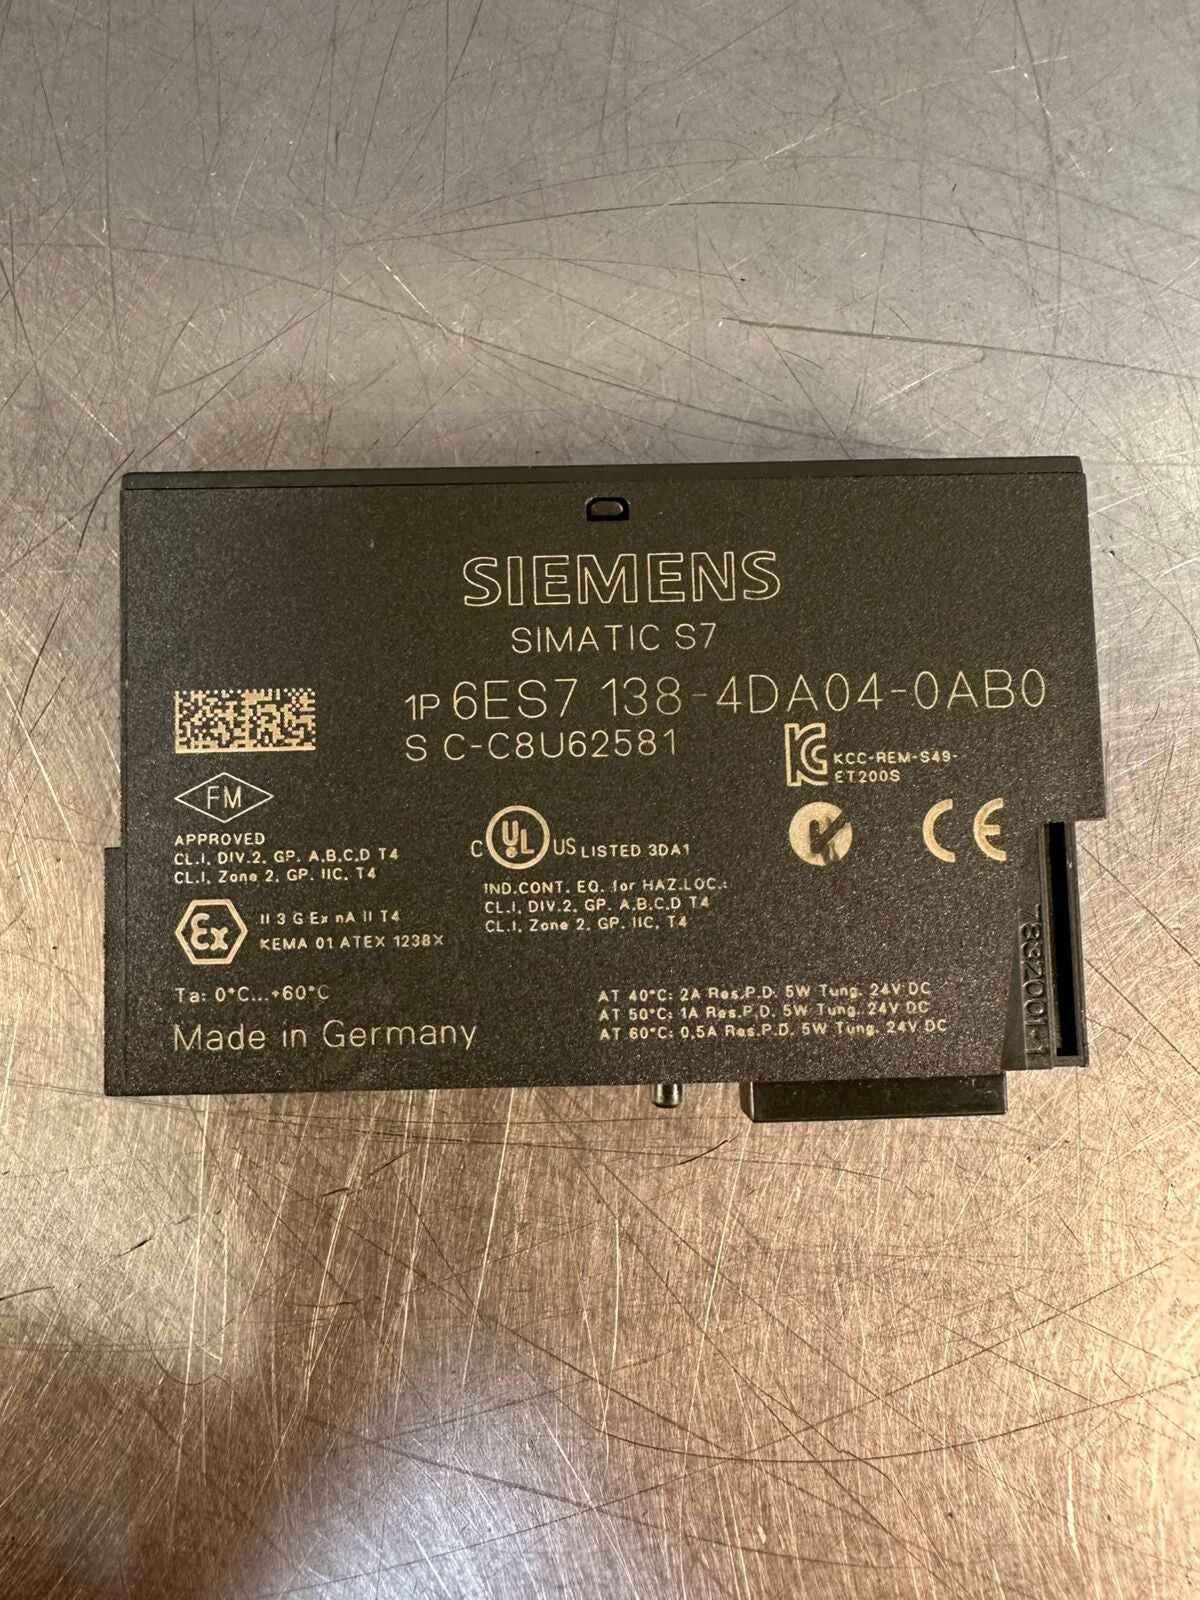 SIEMENS
SIMATIC S7
1P 6ES7 138-4DA04-0AB0
S C-C8U62581
KCC-REM-S49-
ET200S
FM
APPROVED
CL.I, DIV.2, GP. A,B,C,D T4
CL.I, Zone 2, GP. IIC, T4
C UL US LISTED 3DA1
IND.CONT. EQ. for HAZ.LOC.:
CL.I, DIV.2, GP. A,B,C,D T4
CL.I, Zone 2, GP. IIC, T4
CE
Ex II 3 G Ex nA II T4
KEMA 01 ATEX 1238X
Ta: 0°C...+60°C
Made in Germany
AT 40°C: 2A Res.P.D. 5W Tung. 24V DC
AT 50°C: 1A Res.P.D. 5W Tung. 24V DC
AT 60°C: 0,5A Res.P.D. 5W Tung. 24V DC